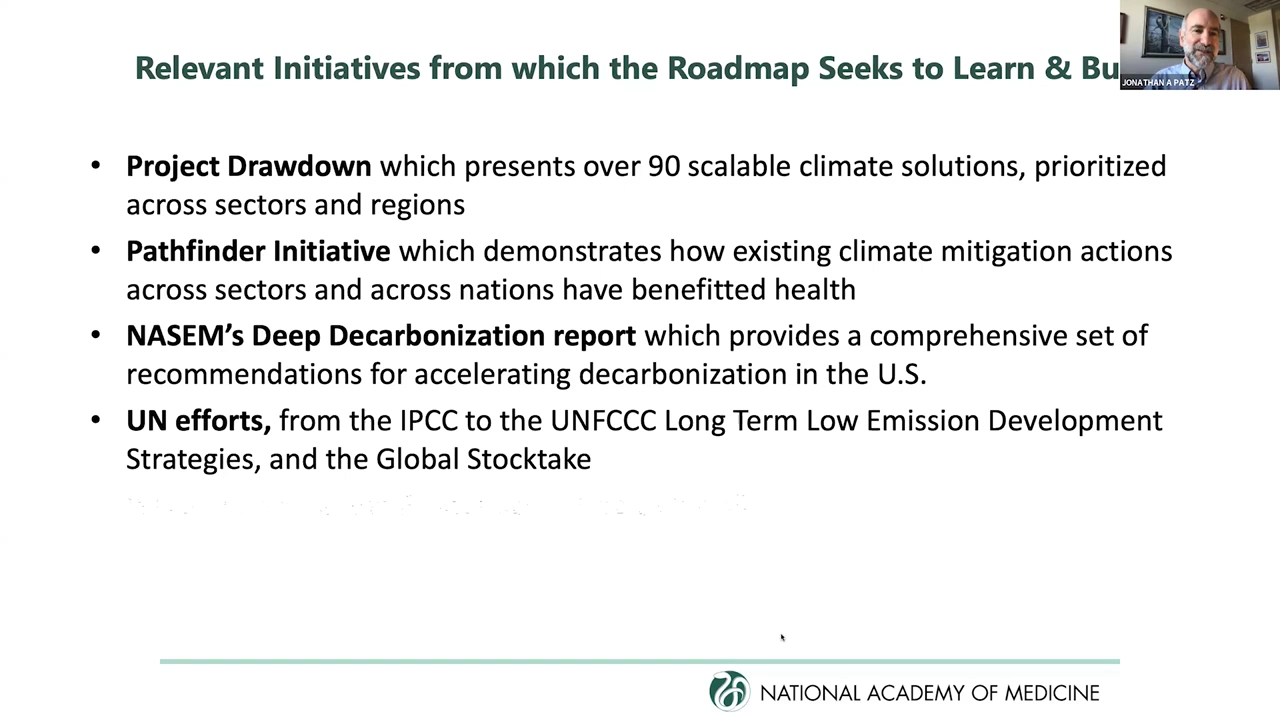 Relevant Initiatives from which the Roadmap Seeks to Learn & Bu
JONATHAN A PATZ
• Project Drawdown which presents over 90 scalable climate solutions, prioritized
across sectors and regions
• Pathfinder Initiative which demonstrates how existing climate mitigation actions
across sectors and across nations have benefitted health
• NASEM’s Deep Decarbonization report which provides a comprehensive set of
recommendations for accelerating decarbonization in the U.S.
• UN efforts, from the IPCC to the UNFCCC Long Term Low Emission Development
Strategies, and the Global Stocktake
NATIONAL ACADEMY OF MEDICINE